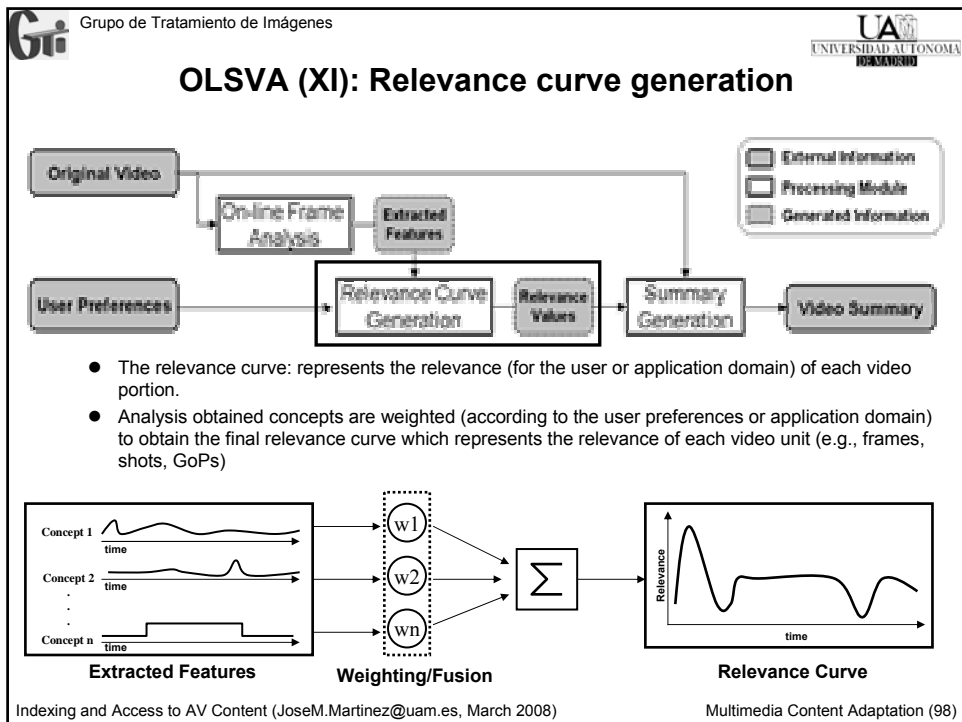 Grupo de Tratamiento de Imágenes
GTi
UAM
UNIVERSIDAD AUTONOMA
DE MADRID
OLSVA (XI): Relevance curve generation
Original Video
On-line Frame
Analysis
Extracted
Features
External Information
Processing Module
Generated Information
User Preferences
Relevance Curve
Generation
Relevance
Values
Summary
Generation
Video Summary
● The relevance curve: represents the relevance (for the user or application domain) of each video
portion.
● Analysis obtained concepts are weighted (according to the user preferences or application domain)
to obtain the final relevance curve which represents the relevance of each video unit (e.g., frames,
shots, GoPs)
Concept 1
time
Concept 2
time
.
.
.
Concept n
time
w1
w2
wn
Σ
Relevance
time
Extracted Features
Weighting/Fusion
Relevance Curve
Indexing and Access to AV Content (JoseM.Martinez@uam.es, March 2008)
Multimedia Content Adaptation (98)